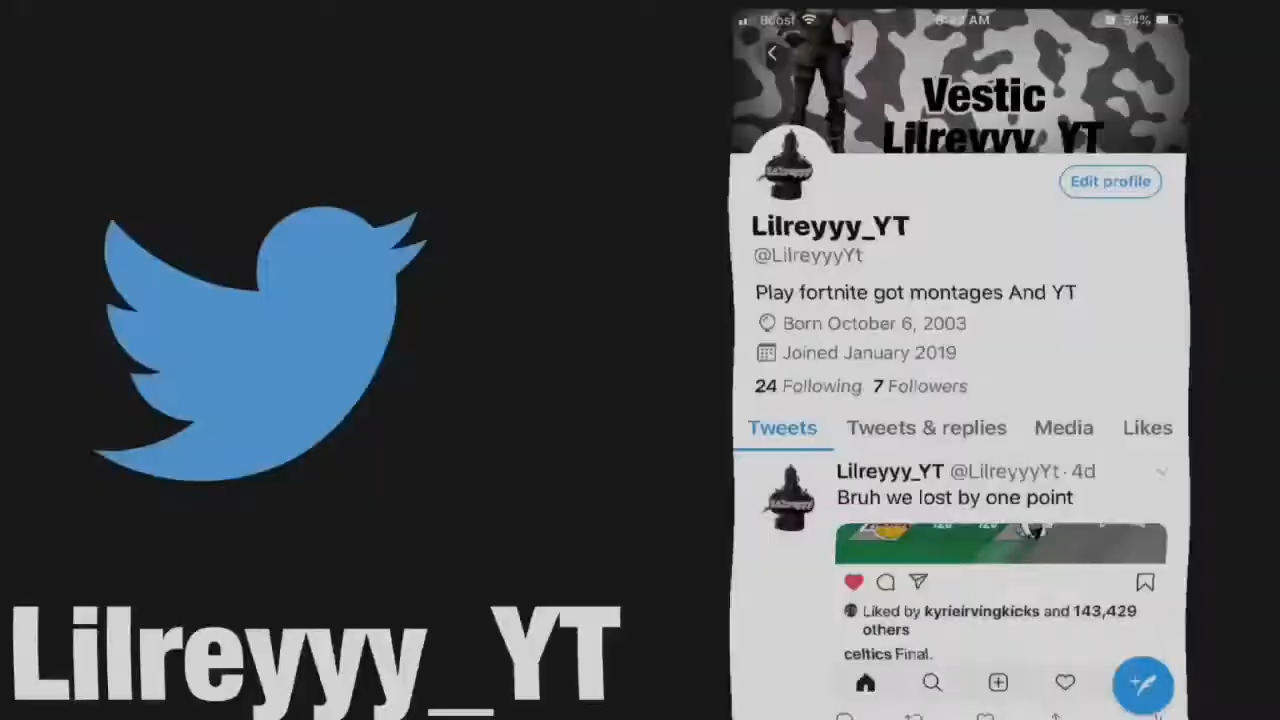 Boost
AM
54%
Vestic
Lilreyyy_YT
Edit profile
Lilreyyy_YT
@LilreyyyYt
Play fortnite got montages And YT
Born October 6, 2003
Joined January 2019
24 Following 7 Followers
Tweets Tweets & replies Media Likes
Lilreyyy_YT @LilreyyyYt · 4d
Bruh we lost by one point
Liked by kyrieirvingkicks and 143,429
others
celtics Final.
Lilreyyy_YT